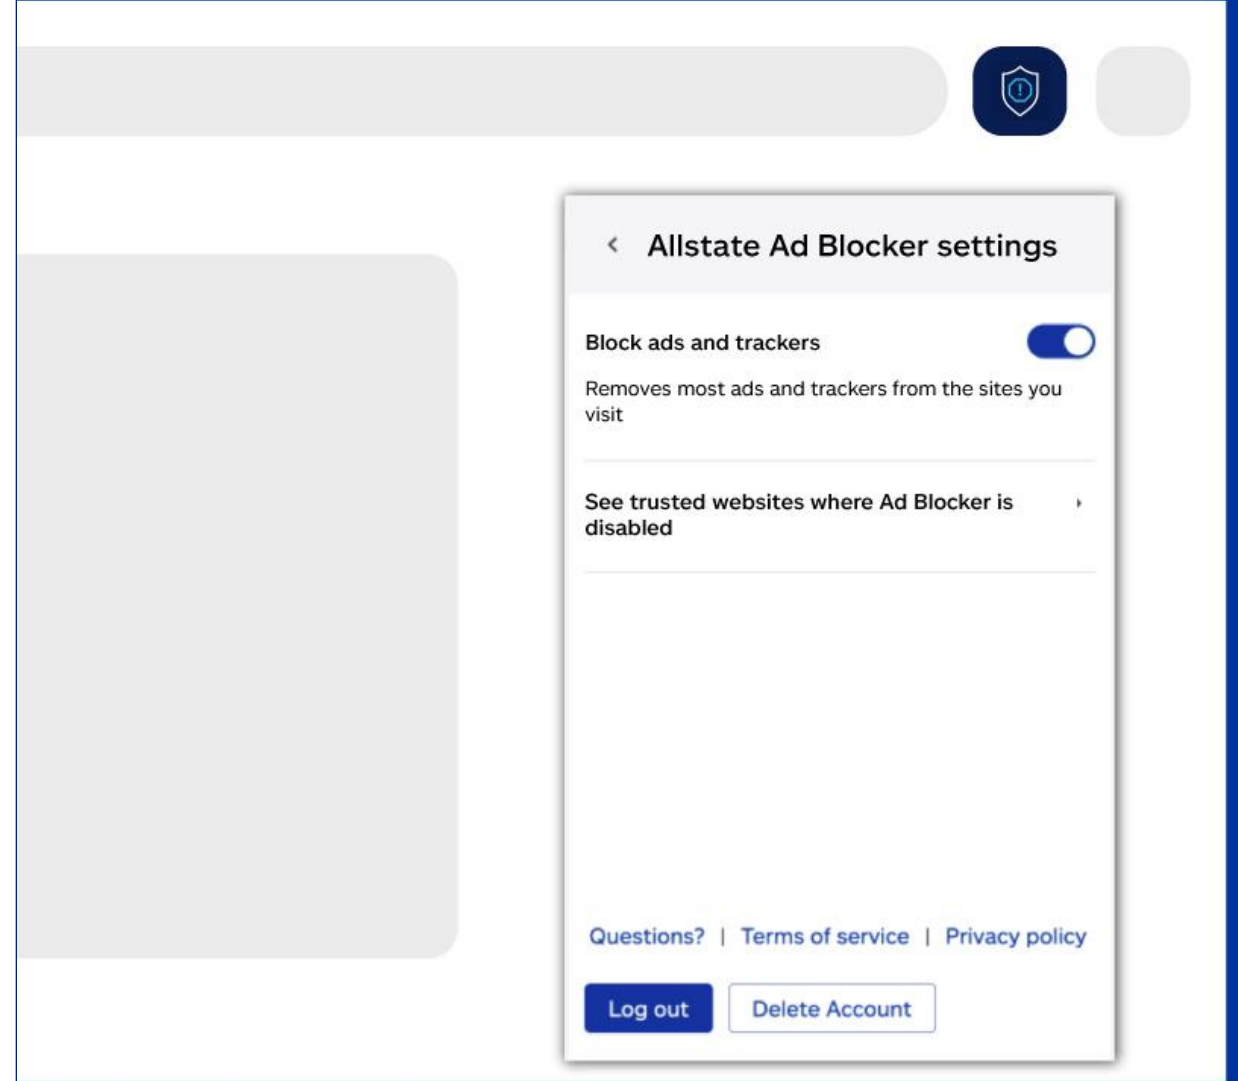 Allstate Ad Blocker settings
Block ads and trackers
Removes most ads and trackers from the sites you
visit
See trusted websites where Ad Blocker is
disabled
Questions? | Terms of service | Privacy policy
Log out Delete Account